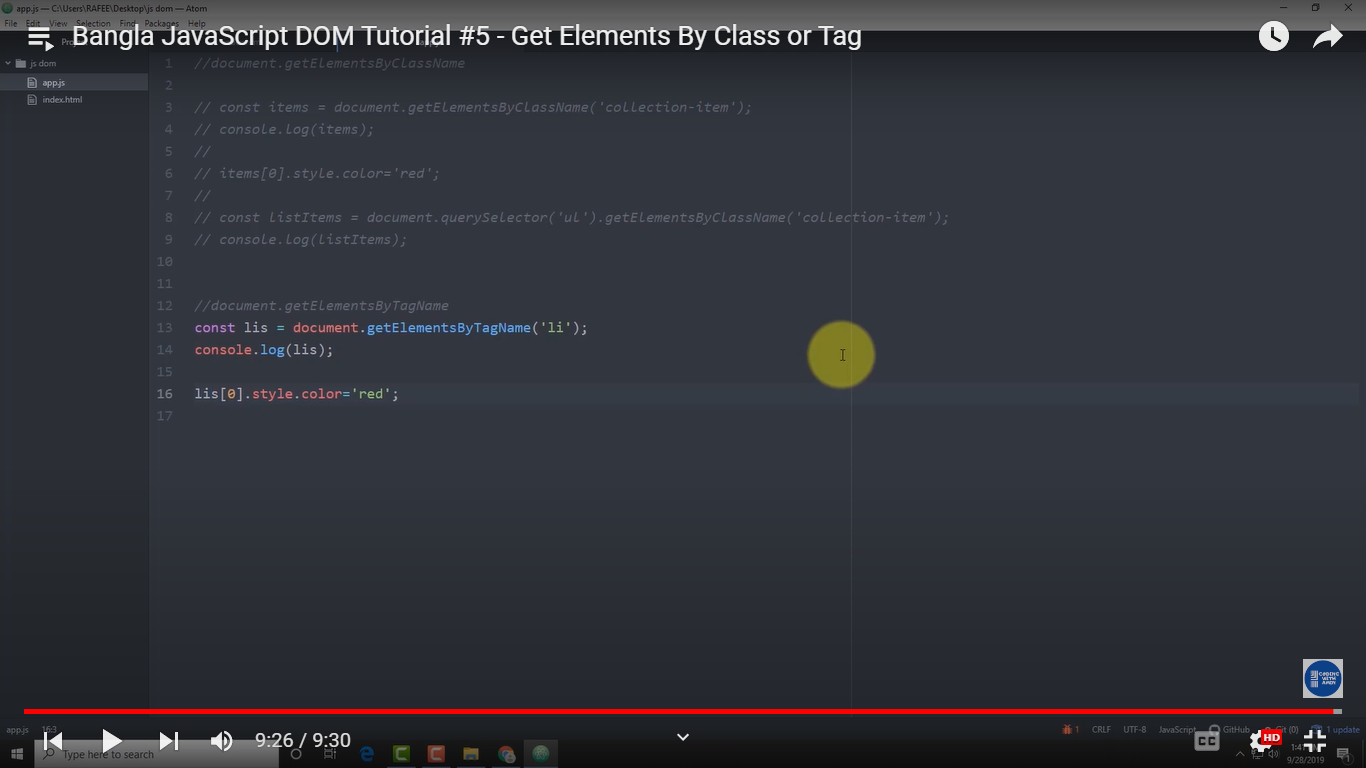 app.js — C:\Users\RAFEE\Desktop\js dom — Atom
File Edit View Selection Find Packages Help
Bangla JavaScript DOM Tutorial #5 - Get Elements By Class or Tag
js dom
app.js
index.html
1 //document.getElementsByClassName
2
3 // const items = document.getElementsByClassName('collection-item');
4 // console.log(items);
5 //
6 // items[0].style.color='red';
7 //
8 // const listItems = document.querySelector('ul').getElementsByClassName('collection-item');
9 // console.log(listItems);
10
11
12 //document.getElementsByTagName
13 const lis = document.getElementsByTagName('li');
14 console.log(lis);
15
16 lis[0].style.color='red';
17
CODING WITH
app.js 16:3 1 CRLF UTF-8 JavaScript GitHub Git (0) 1 update
9:26 / 9:30
CC HD
Type here to search
9/28/2019